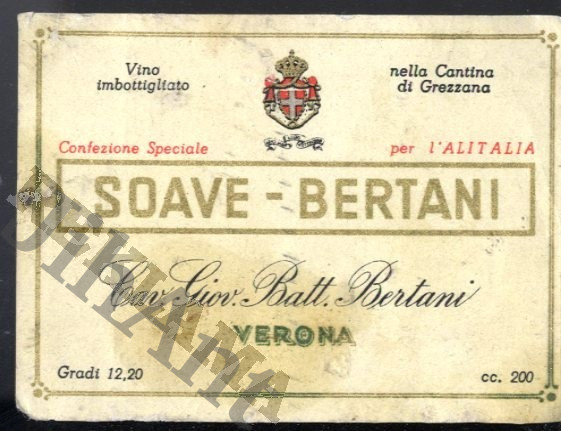 Vino
imbottigliato
nella Cantina
di Grezzana
Confezione Speciale
per l'ALITALIA
SOAVE - BERTANI
Cav. Giov. Batt. Bertani
VERONA
Gradi 12,20
cc. 200